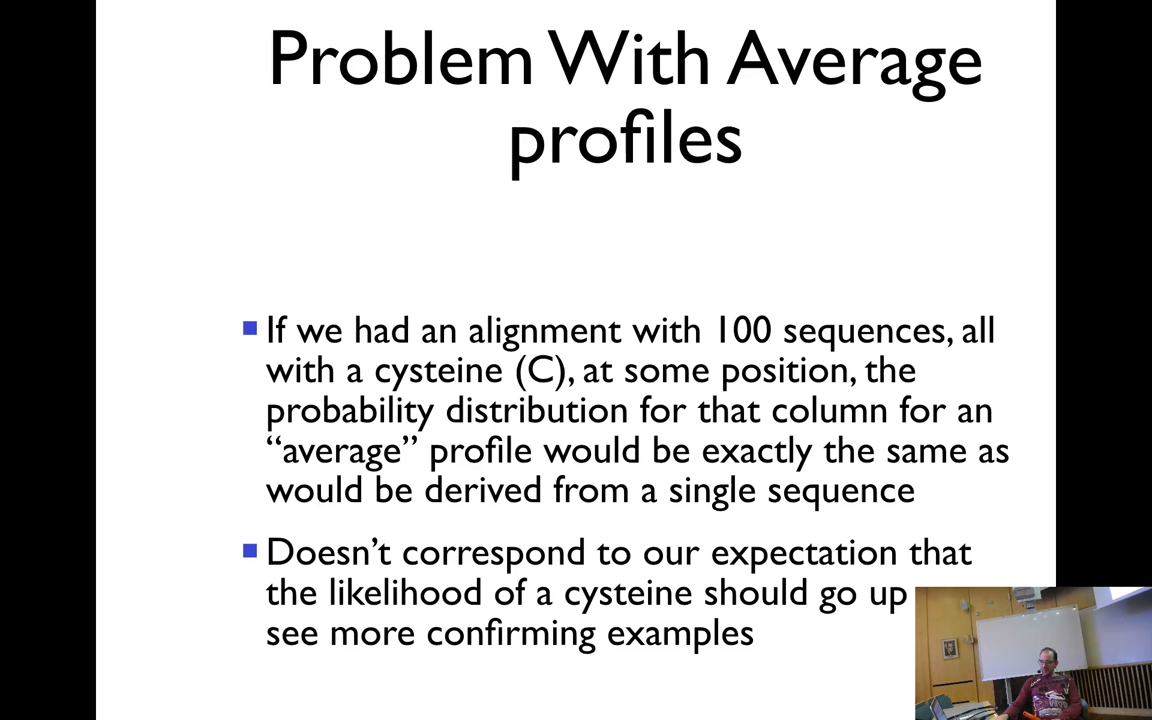 Problem With Average
profiles
If we had an alignment with 100 sequences, all
with a cysteine (C), at some position, the
probability distribution for that column for an
“average” profile would be exactly the same as
would be derived from a single sequence
Doesn’t correspond to our expectation that
the likelihood of a cysteine should go up
see more confirming examples